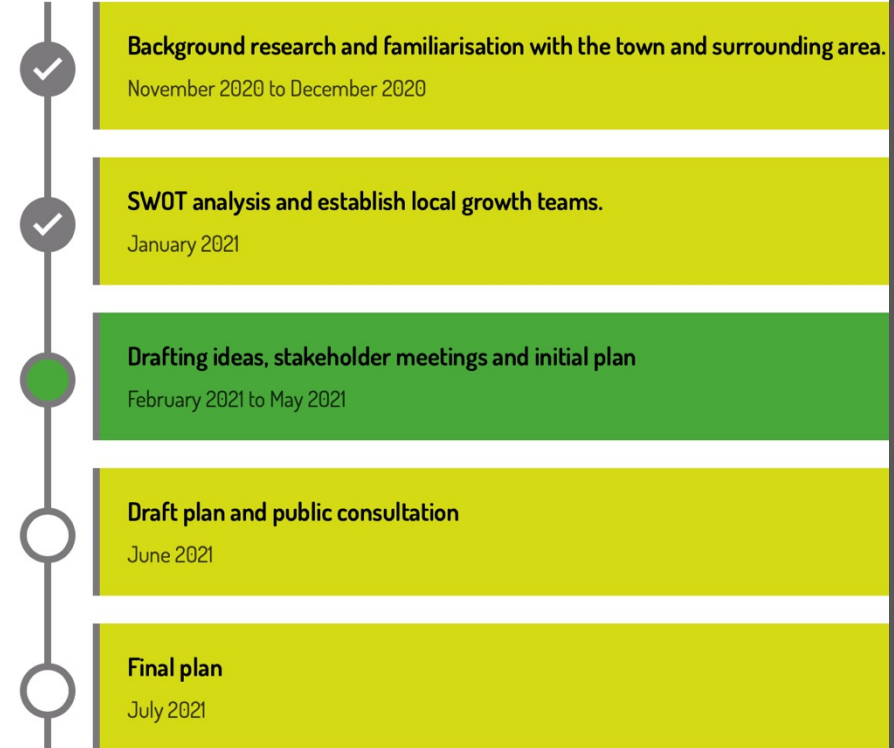 Background research and familiarisation with the town and surrounding area.
November 2020 to December 2020
SWOT analysis and establish local growth teams.
January 2021
Drafting ideas, stakeholder meetings and initial plan
February 2021 to May 2021
Draft plan and public consultation
June 2021
Final plan
July 2021